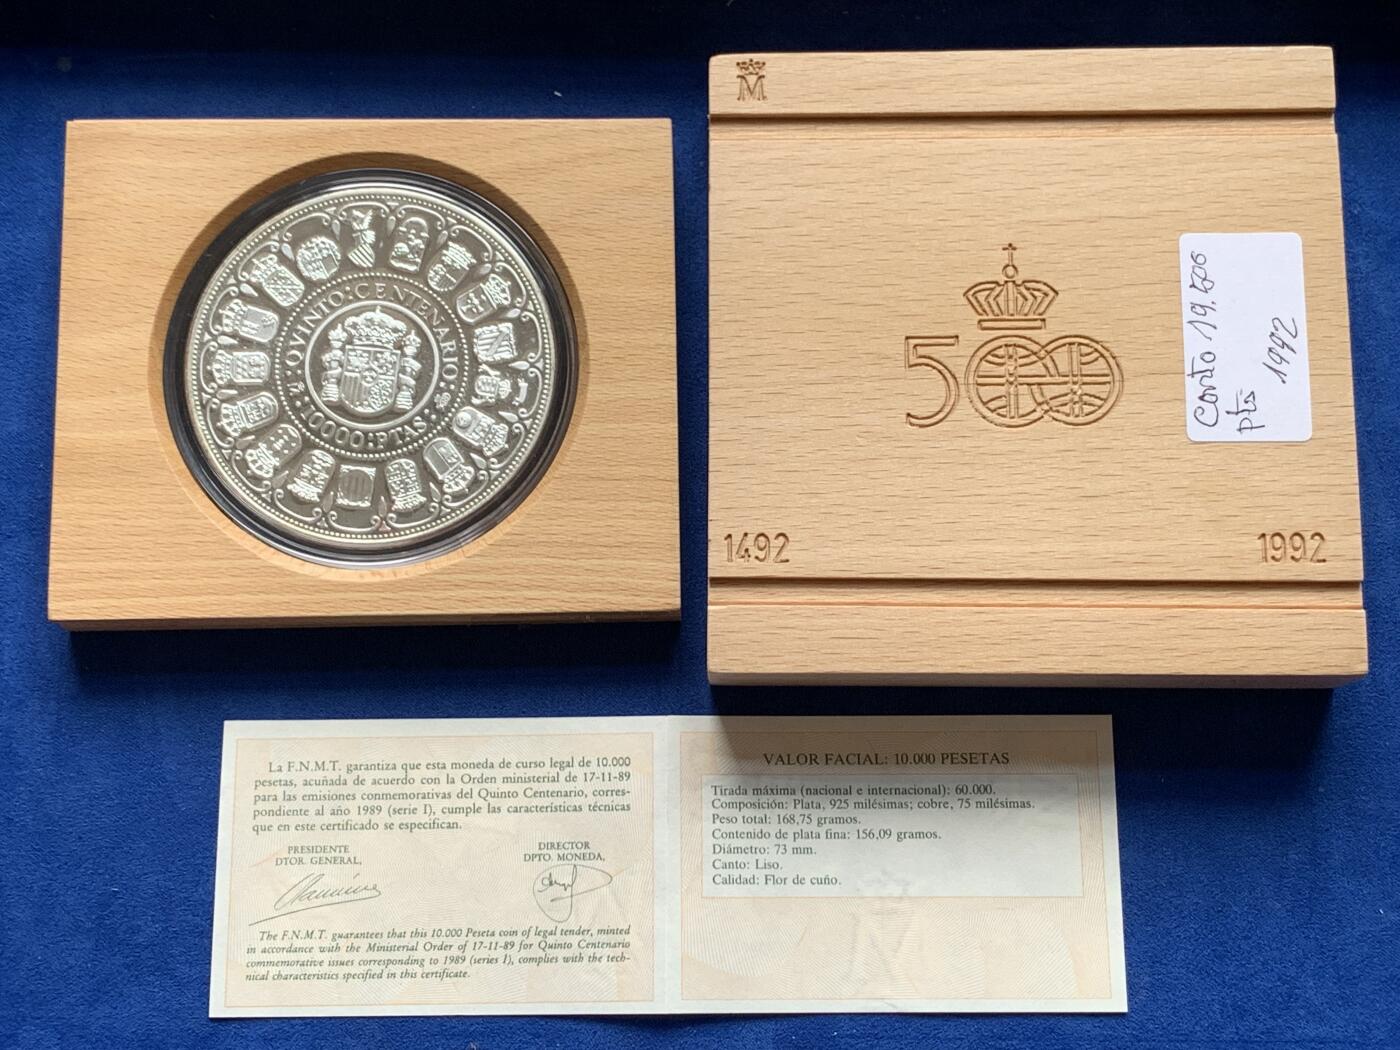 QVINTO·CENTENARIO
10000·PTAS
M
500
1492
1992
Costo 19.500
pts 1992
La F.N.M.T. garantiza que esta moneda de curso legal de 10.000
pesetas, acuñada de acuerdo con la Orden ministerial de 17-11-89
para las emisiones conmemorativas del Quinto Centenario, corres-
pondiente al año 1989 (serie I), cumple las características técnicas
que en este certificado se especifican.
PRESIDENTE
DTOR. GENERAL,
DIRECTOR
DPTO. MONEDA,
The F.N.M.T. guarantees that this 10.000 Peseta coin of legal tender, minted
in accordance with the Ministerial Order of 17-11-89 for Quinto Centenario
commemorative issues corresponding to 1989 (series I), complies with the tech-
nical characteristics specified in this certificate.
VALOR FACIAL: 10.000 PESETAS
Tirada máxima (nacional e internacional): 60.000.
Composición: Plata, 925 milésimas; cobre, 75 milésimas.
Peso total: 168,75 gramos.
Contenido de plata fina: 156,09 gramos.
Diámetro: 73 mm.
Canto: Liso.
Calidad: Flor de cuño.